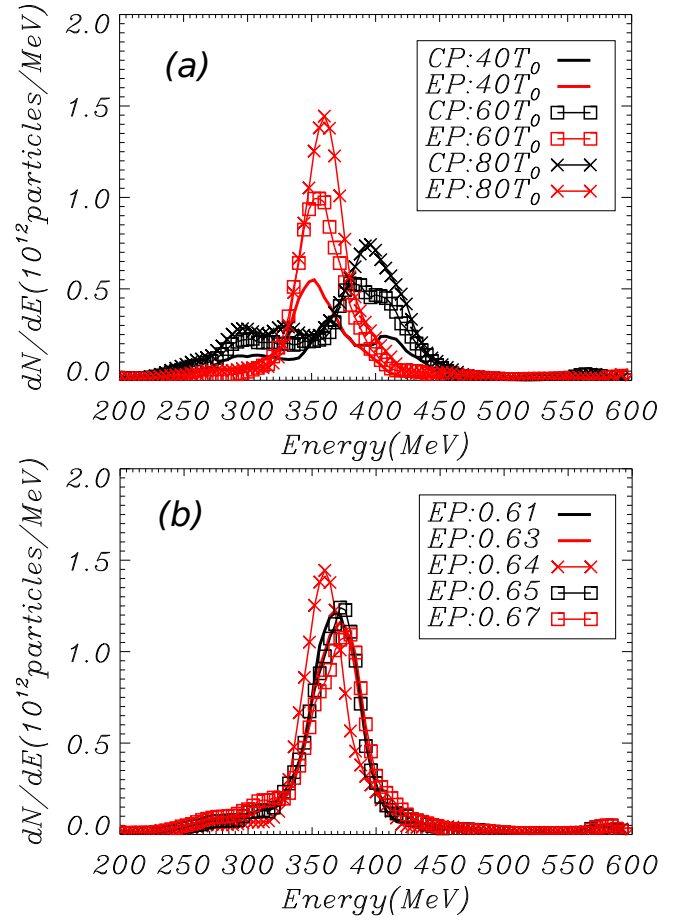 2.0
(a)
CP:40T₀
EP:40T₀
1.5
CP:60T₀
EP:60T₀
CP:80T₀
1.0
EP:80T₀
0.5
0.0
200 250 300 350 400 450 500 550 600
Energy(MeV)
dN/dE(10¹²particles/MeV)
2.0
(b)
EP:0.61
EP:0.63
1.5
EP:0.64
EP:0.65
EP:0.67
1.0
0.5
0.0
200 250 300 350 400 450 500 550 600
Energy(MeV)
dN/dE(10¹²particles/MeV)